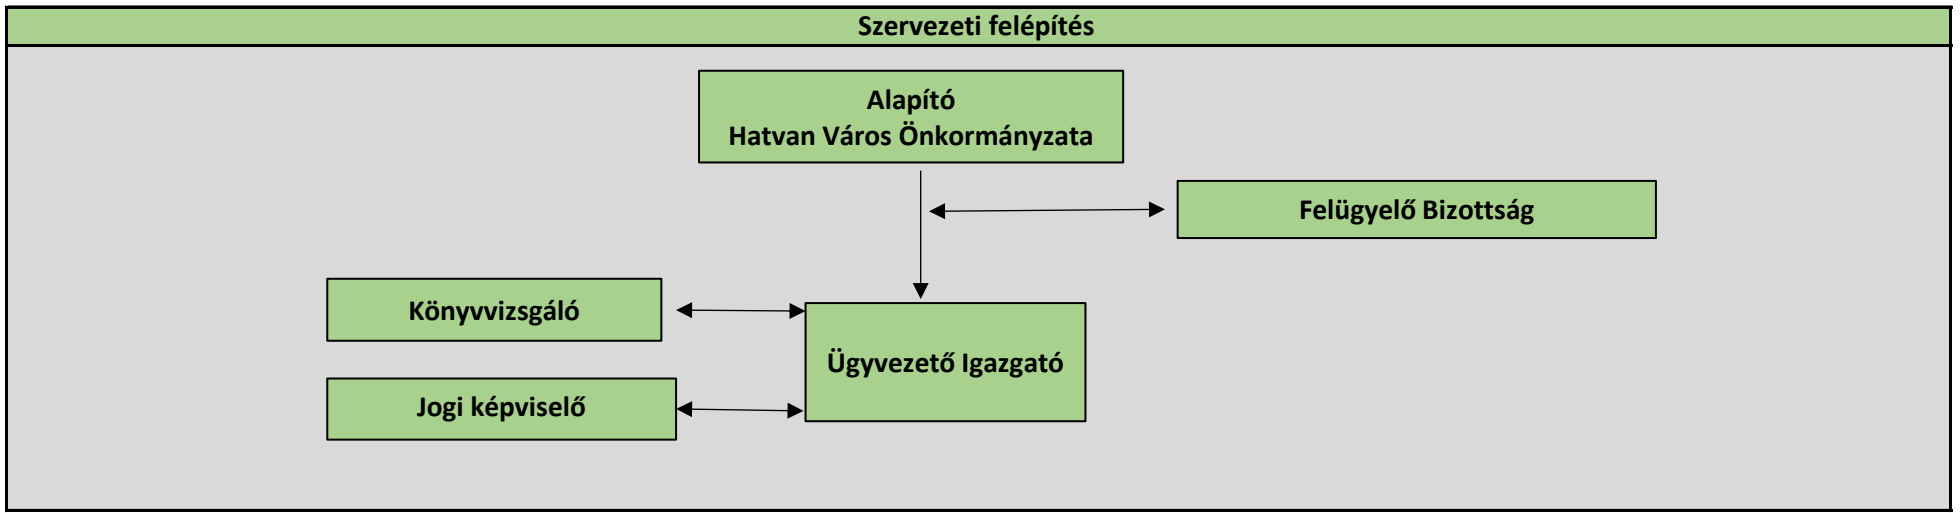 Szervezeti felépítés
Alapító
Hatvan Város Önkormányzata
Felügyelő Bizottság
Könyvvizsgáló
Ügyvezető Igazgató
Jogi képviselő